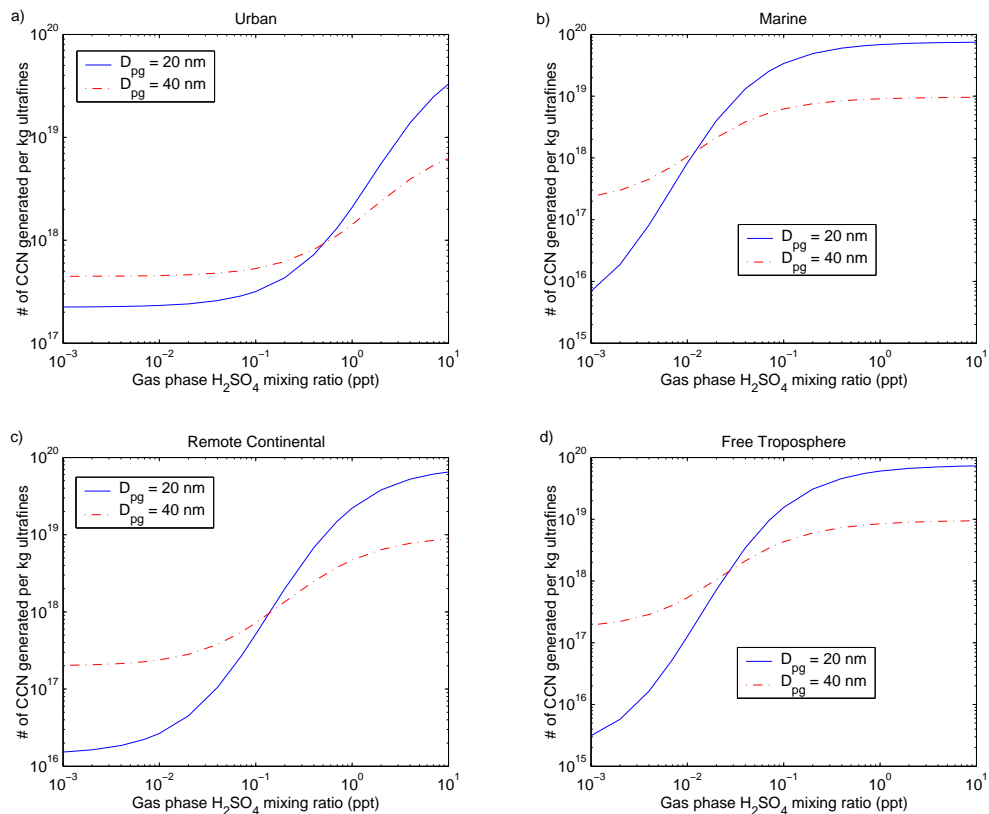 a)
Urban
10^20
10^19
10^18
10^17
# of CCN generated per kg ultrafines
D_pg = 20 nm
D_pg = 40 nm
10^−3 10^−2 10^−1 10^0 10^1
Gas phase H_2SO_4 mixing ratio (ppt)
b)
Marine
10^20
10^19
10^18
10^17
10^16
10^15
# of CCN generated per kg ultrafines
D_pg = 20 nm
D_pg = 40 nm
10^−3 10^−2 10^−1 10^0 10^1
Gas phase H_2SO_4 mixing ratio (ppt)
c)
Remote Continental
10^20
10^19
10^18
10^17
10^16
# of CCN generated per kg ultrafines
D_pg = 20 nm
D_pg = 40 nm
10^−3 10^−2 10^−1 10^0 10^1
Gas phase H_2SO_4 mixing ratio (ppt)
d)
Free Troposphere
10^20
10^19
10^18
10^17
10^16
10^15
# of CCN generated per kg ultrafines
D_pg = 20 nm
D_pg = 40 nm
10^−3 10^−2 10^−1 10^0 10^1
Gas phase H_2SO_4 mixing ratio (ppt)